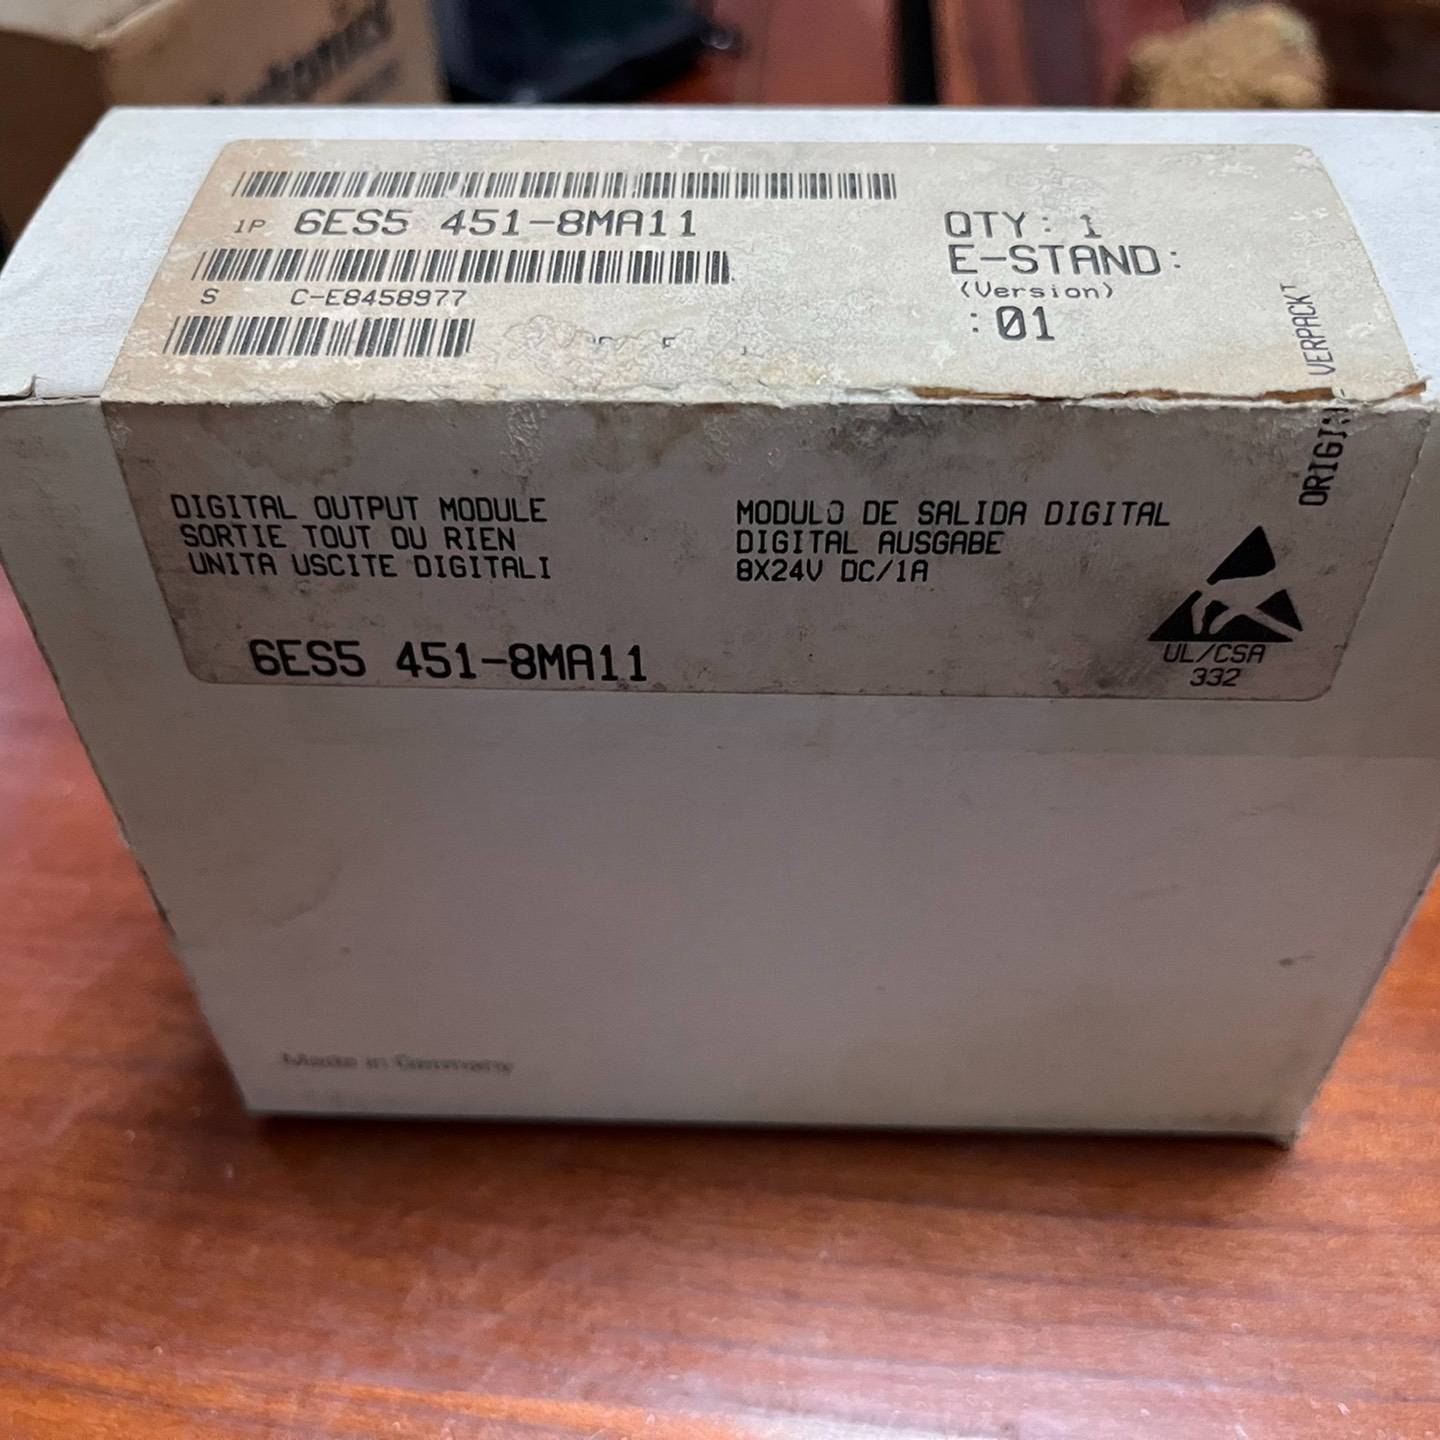 1P 6ES5 451-8MA11
S C-E8458977
QTY: 1
E-STAND:
(Version)
:01
DIGITAL OUTPUT MODULE
SORTIE TOUT OU RIEN
UNITA USCITE DIGITALI
MODULO DE SALIDA DIGITAL
DIGITAL AUSGABE
8X24V DC/1A
6ES5 451-8MA11
UL/CSA
332
Made in Germany